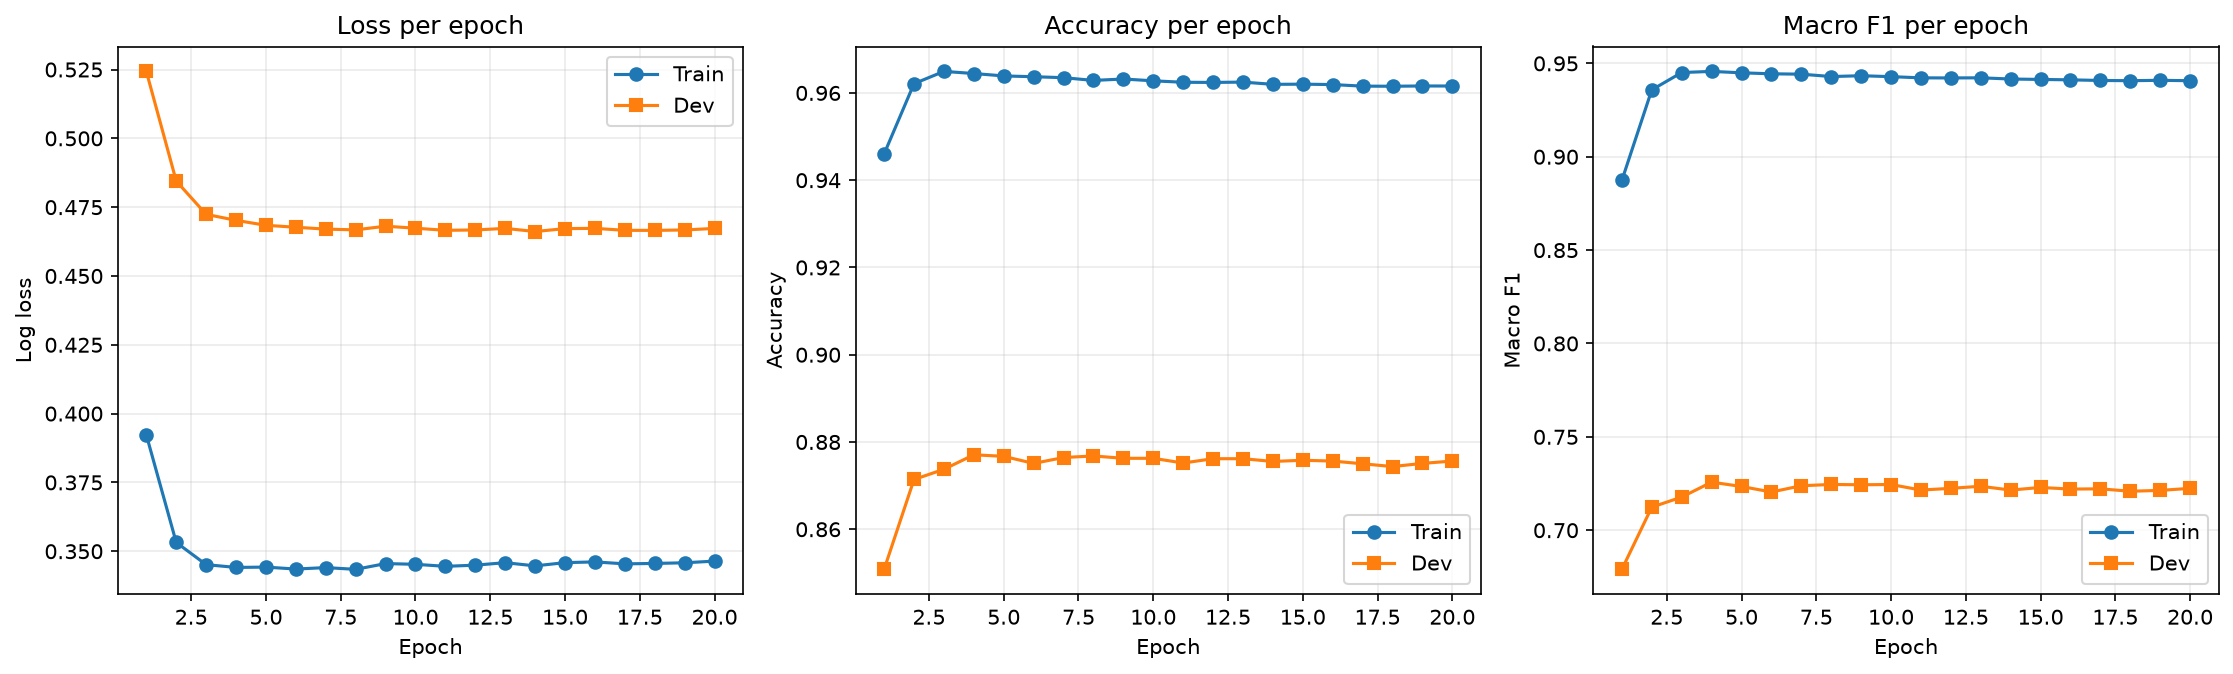 Loss per epoch
0.525
0.500
0.475
0.450
0.425
0.400
0.375
0.350
Log loss
2.5 5.0 7.5 10.0 12.5 15.0 17.5 20.0
Epoch
Train
Dev
Accuracy per epoch
0.96
0.94
0.92
0.90
0.88
0.86
Accuracy
2.5 5.0 7.5 10.0 12.5 15.0 17.5 20.0
Epoch
Train
Dev
Macro F1 per epoch
0.95
0.90
0.85
0.80
0.75
0.70
Macro F1
2.5 5.0 7.5 10.0 12.5 15.0 17.5 20.0
Epoch
Train
Dev